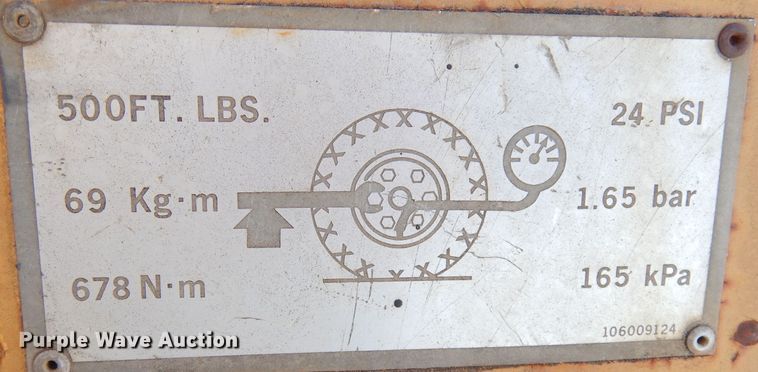 500FT. LBS.
24 PSI
69 Kg·m
1.65 bar
678 N·m
165 kPa
106009124
Purple Wave Auction